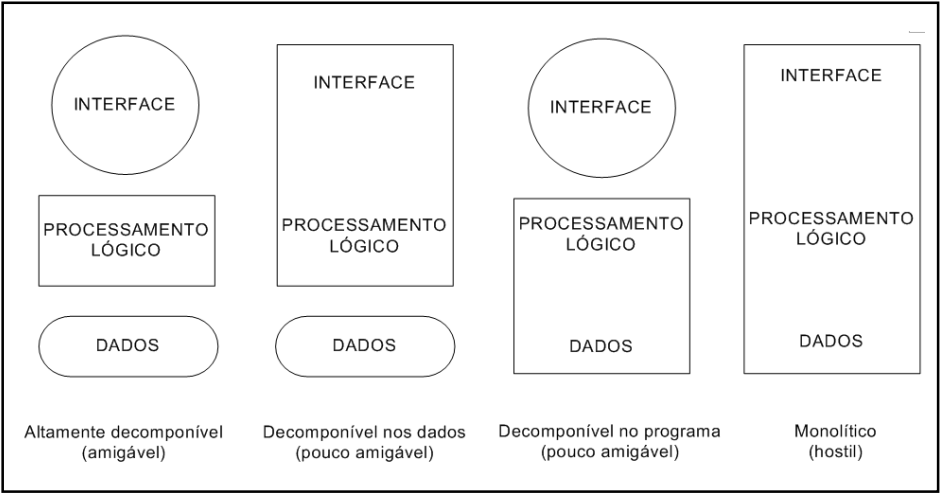 INTERFACE
PROCESSAMENTO
LÓGICO
DADOS
Altamente decomponível
(amigável)
INTERFACE
PROCESSAMENTO
LÓGICO
DADOS
Decomponível nos dados
(pouco amigável)
INTERFACE
PROCESSAMENTO
LÓGICO
DADOS
Decomponível no programa
(pouco amigável)
INTERFACE
PROCESSAMENTO
LÓGICO
DADOS
Monolítico
(hostil)